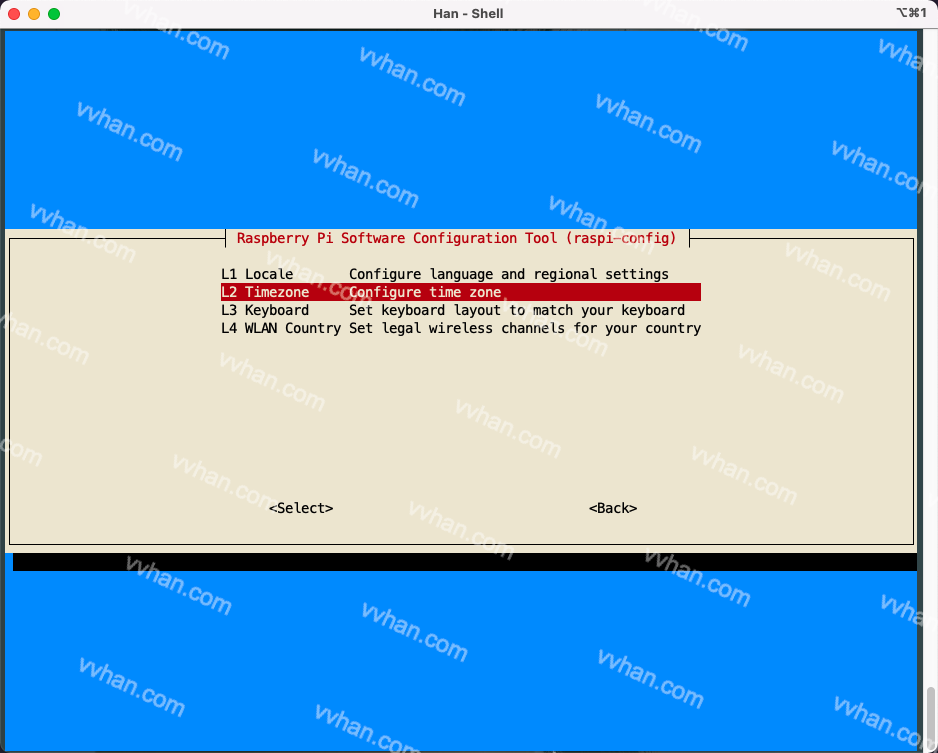 Han - Shell
⌥⌘1
Raspberry Pi Software Configuration Tool (raspi-config)
L1 Locale Configure language and regional settings
L2 Timezone Configure time zone
L3 Keyboard Set keyboard layout to match your keyboard
L4 WLAN Country Set legal wireless channels for your country
<Select> <Back>
vvhan.com